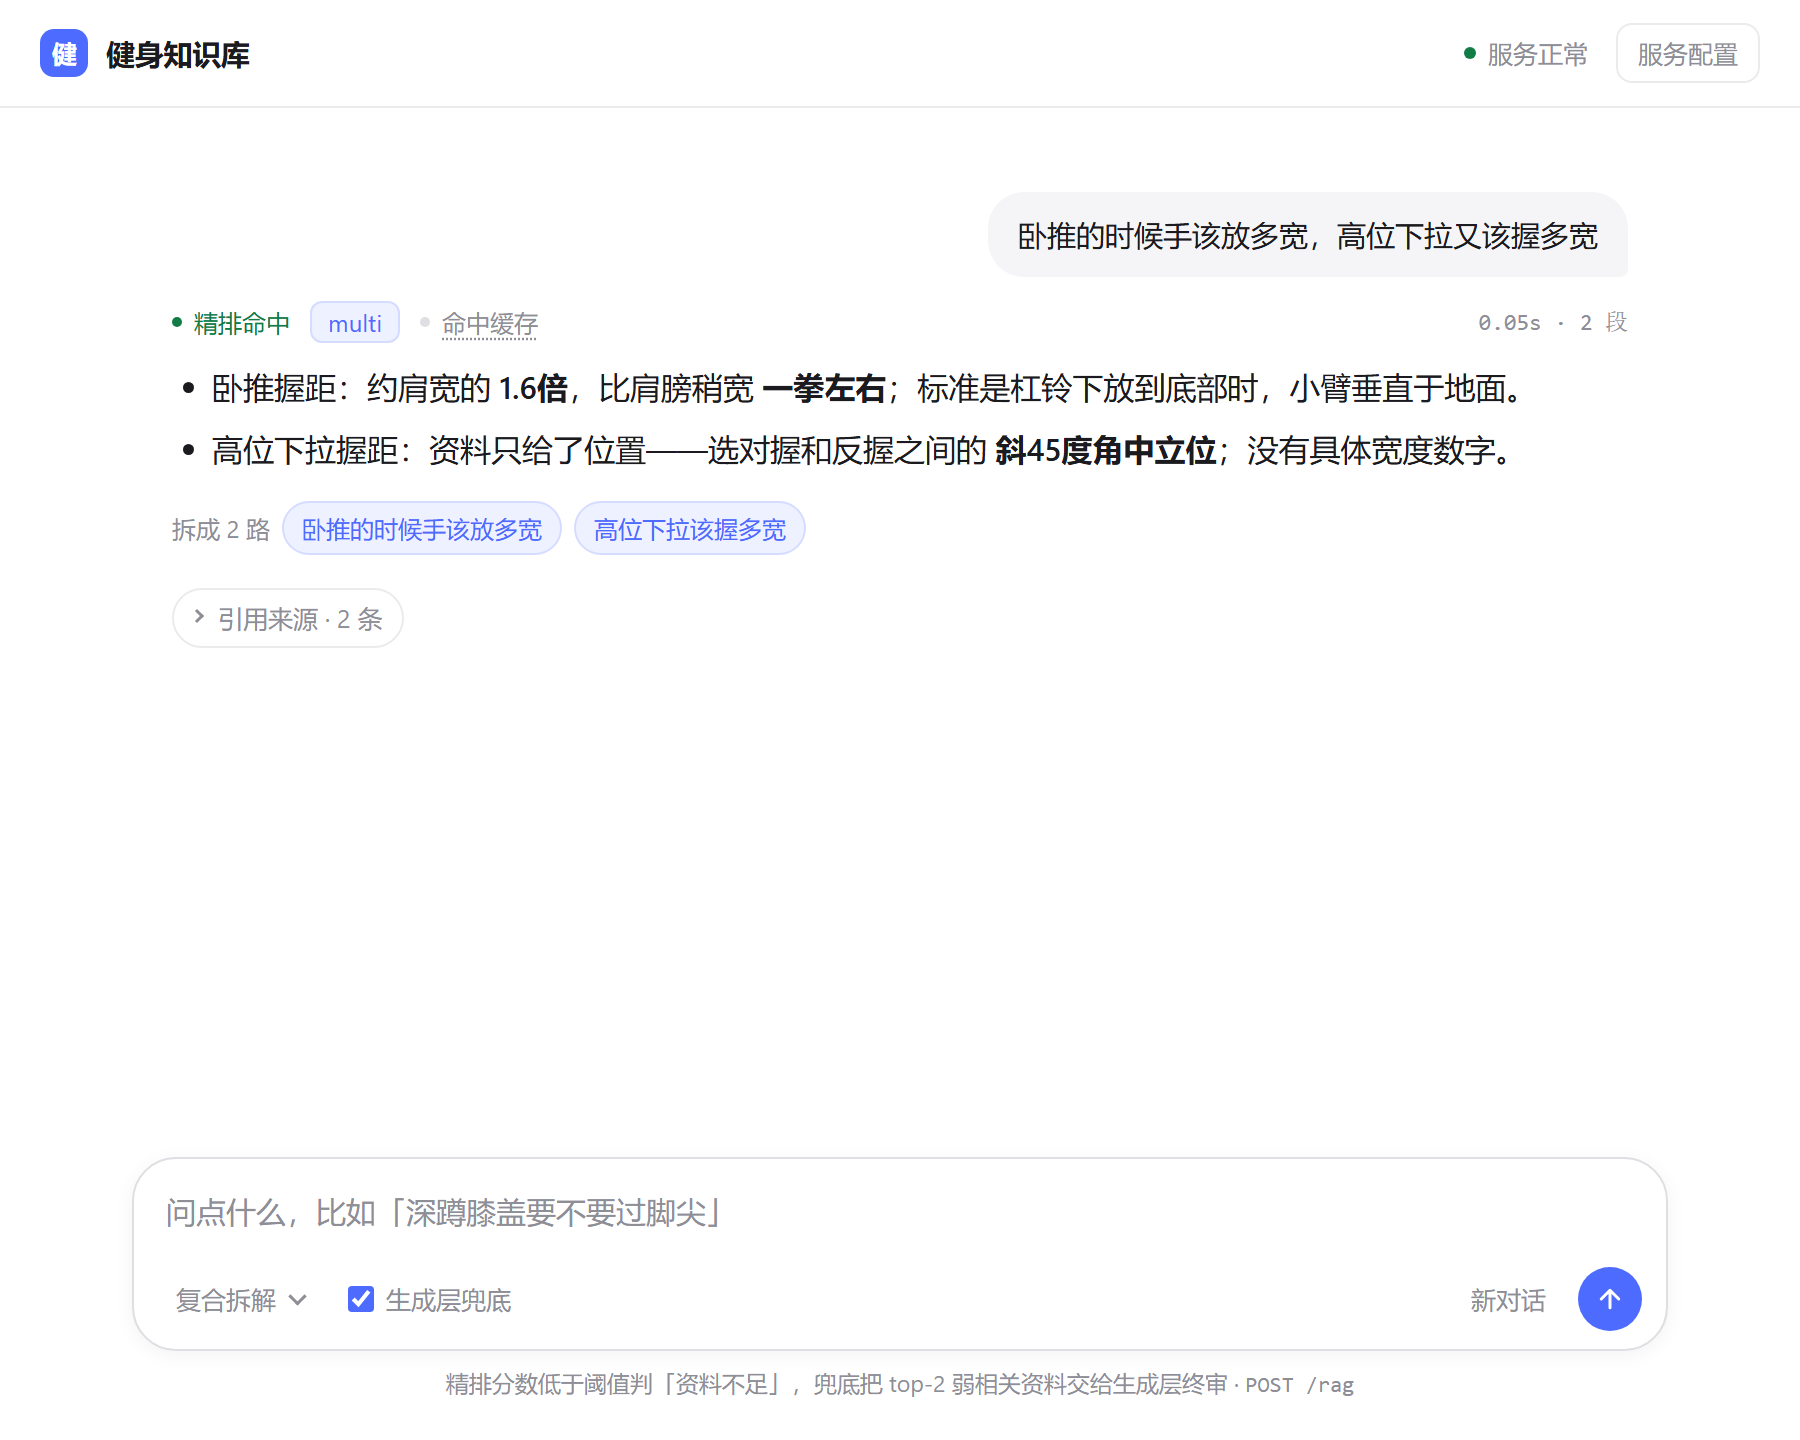 健 健身知识库 服务正常 服务配置
卧推的时候手该放多宽，高位下拉又该握多宽
精排命中 multi 命中缓存 0.05s · 2 段
卧推握距：约肩宽的 1.6倍，比肩膀稍宽 一拳左右；标准是杠铃下放到底部时，小臂垂直于地面。
高位下拉握距：资料只给了位置——选对握和反握之间的 斜45度角中立位；没有具体宽度数字。
拆成 2 路 卧推的时候手该放多宽 高位下拉该握多宽
引用来源 · 2 条
问点什么，比如「深蹲膝盖要不要过脚尖」
复合拆解 生成层兜底 新对话
精排分数低于阈值判「资料不足」，兜底把 top-2 弱相关资料交给生成层终审 · POST /rag